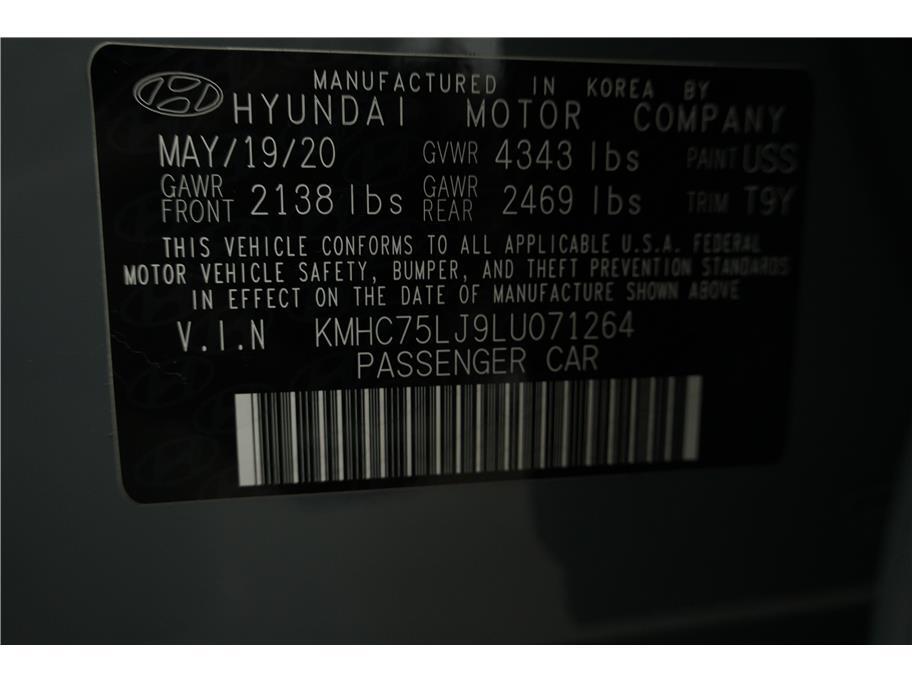 MANUFACTURED IN KOREA BY
HYUNDAI MOTOR COMPANY
MAY/19/20 GVWR 4343 lbs PAINT USS
GAWR FRONT 2138 lbs GAWR REAR 2469 lbs TRIM T9Y
THIS VEHICLE CONFORMS TO ALL APPLICABLE U.S.A. FEDERAL
MOTOR VEHICLE SAFETY, BUMPER, AND THEFT PREVENTION STANDARDS
IN EFFECT ON THE DATE OF MANUFACTURE SHOWN ABOVE
V.I.N KMHC75LJ9LU071264
PASSENGER CAR